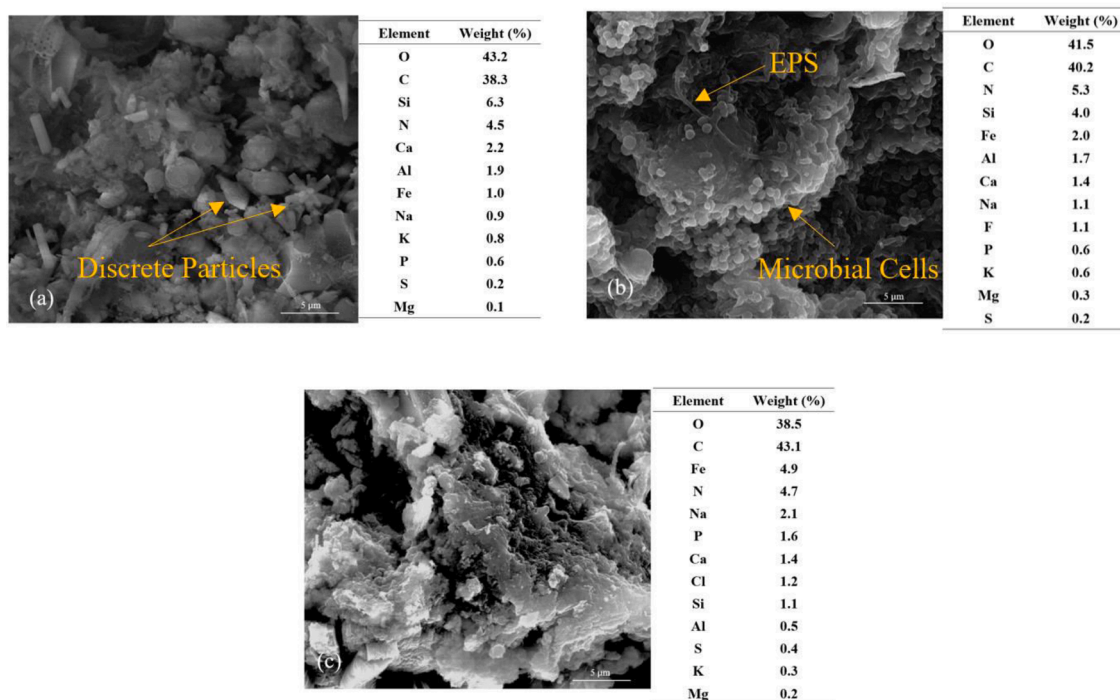 Element Weight (%)
O 43.2
C 38.3
Si 6.3
N 4.5
Ca 2.2
Al 1.9
Fe 1.0
Na 0.9
K 0.8
P 0.6
S 0.2
Mg 0.1
Discrete Particles
(a)
5 μm
Element Weight (%)
O 41.5
C 40.2
N 5.3
Si 4.0
Fe 2.0
Al 1.7
Ca 1.4
Na 1.1
F 1.1
P 0.6
K 0.6
Mg 0.3
S 0.2
EPS
Microbial Cells
(b)
5 μm
Element Weight (%)
O 38.5
C 43.1
Fe 4.9
N 4.7
Na 2.1
P 1.6
Ca 1.4
Cl 1.2
Si 1.1
Al 0.5
S 0.4
K 0.3
Mg 0.2
(c)
5 μm